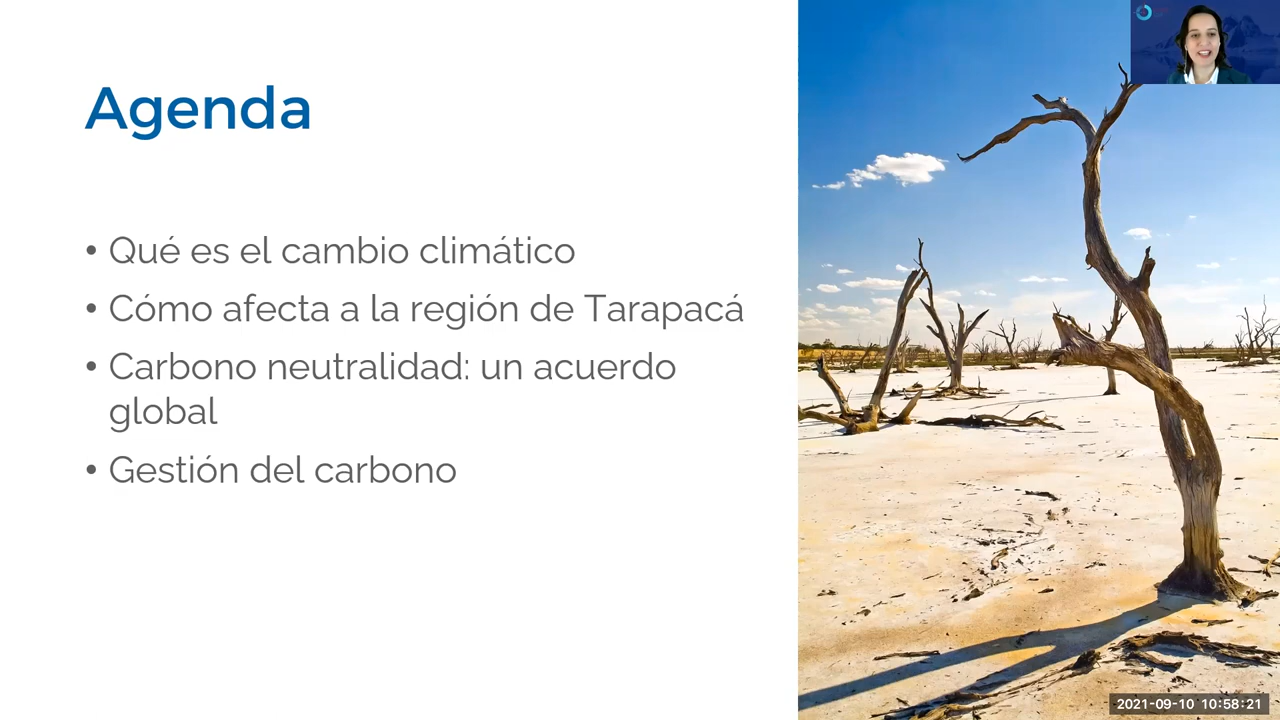 Agenda
• Qué es el cambio climático
• Cómo afecta a la región de Tarapacá
• Carbono neutralidad: un acuerdo
global
• Gestión del carbono
2021-09-10 10:58:21